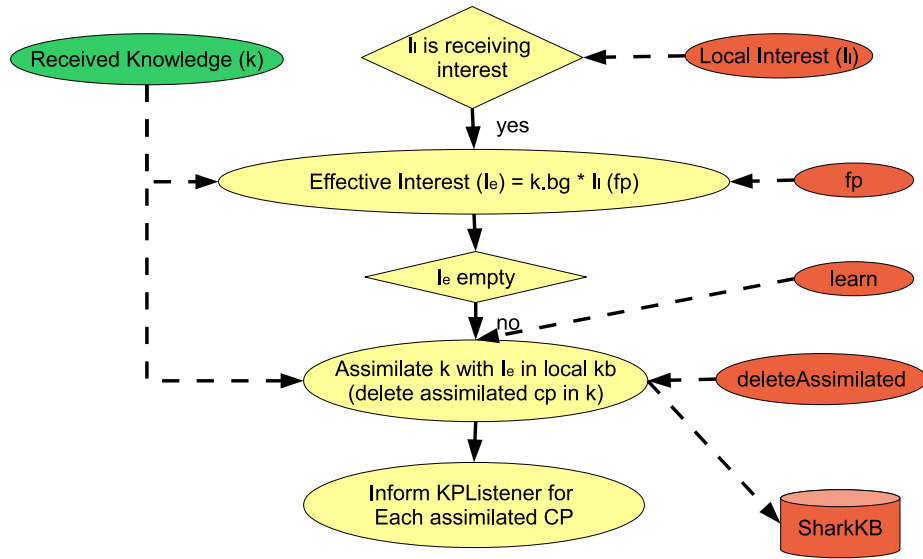 Received Knowledge (k)
Iₗ is receiving
interest
Local Interest (Iₗ)
yes
Effective Interest (Iₑ) = k.bg * Iₗ (fp)
fp
Iₑ empty
learn
no
Assimilate k with Iₑ in local kb
(delete assimilated cp in k)
deleteAssimilated
Inform KPListener for
Each assimilated CP
SharkKB